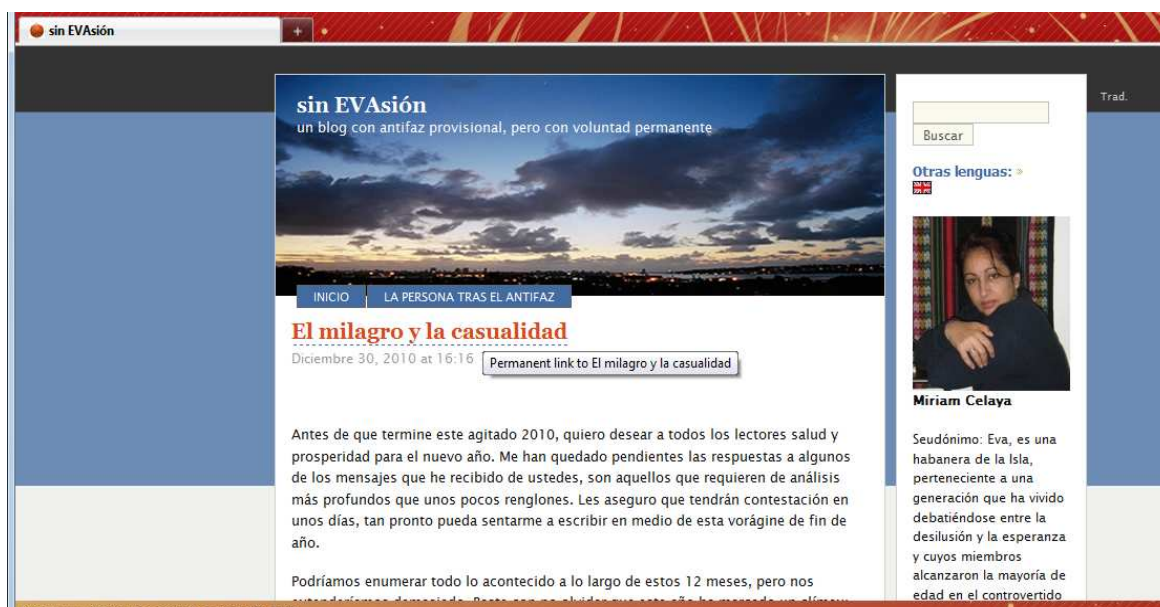 sin EVAsión
+
sin EVAsión
un blog con antifaz provisional, pero con voluntad permanente
INICIO
LA PERSONA TRAS EL ANTIFAZ
El milagro y la casualidad
Diciembre 30, 2010 at 16:16
Permanent link to El milagro y la casualidad
Antes de que termine este agitado 2010, quiero desear a todos los lectores salud y
prosperidad para el nuevo año. Me han quedado pendientes las respuestas a algunos
de los mensajes que he recibido de ustedes, son aquellos que requieren de análisis
más profundos que unos pocos renglones. Les aseguro que tendrán contestación en
unos días, tan pronto pueda sentarme a escribir en medio de esta vorágine de fin de
año.
Podríamos enumerar todo lo acontecido a lo largo de estos 12 meses, pero nos
Trad.
Buscar
Otras lenguas: »
Miriam Celaya
Seudónimo: Eva, es una
habanera de la Isla,
perteneciente a una
generación que ha vivido
debatiéndose entre la
desilusión y la esperanza
y cuyos miembros
alcanzaron la mayoría de
edad en el controvertido